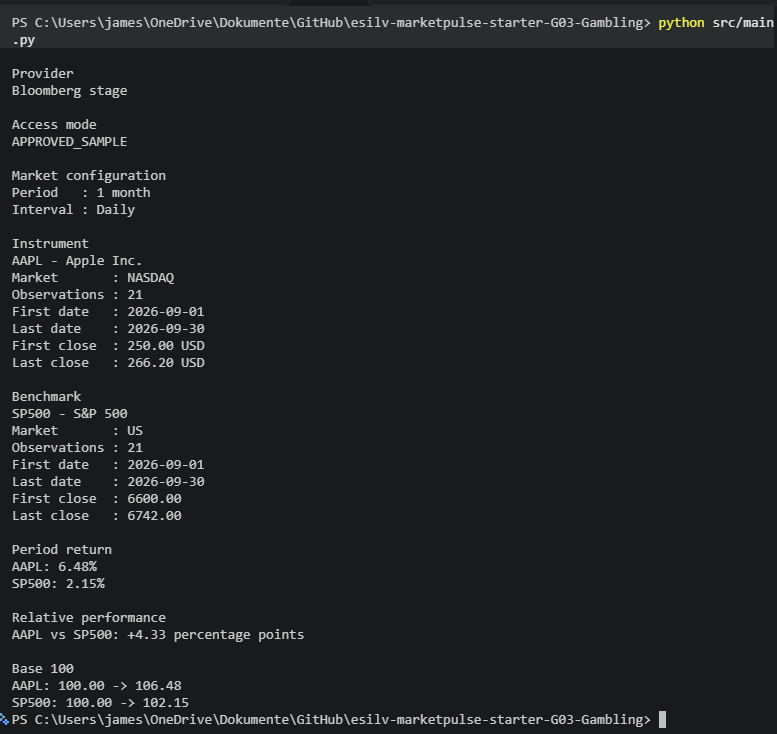 PS C:\Users\james\OneDrive\Dokumente\GitHub\esilv-marketpulse-starter-G03-Gambling> python src/main
.py
Provider
Bloomberg stage
Access mode
APPROVED_SAMPLE
Market configuration
Period   : 1 month
Interval : Daily
Instrument
AAPL - Apple Inc.
Market       : NASDAQ
Observations : 21
First date   : 2026-09-01
Last date    : 2026-09-30
First close  : 250.00 USD
Last close   : 266.20 USD
Benchmark
SP500 - S&P 500
Market       : US
Observations : 21
First date   : 2026-09-01
Last date    : 2026-09-30
First close  : 6600.00
Last close   : 6742.00
Period return
AAPL: 6.48%
SP500: 2.15%
Relative performance
AAPL vs SP500: +4.33 percentage points
Base 100
AAPL: 100.00 -> 106.48
SP500: 100.00 -> 102.15
PS C:\Users\james\OneDrive\Dokumente\GitHub\esilv-marketpulse-starter-G03-Gambling>